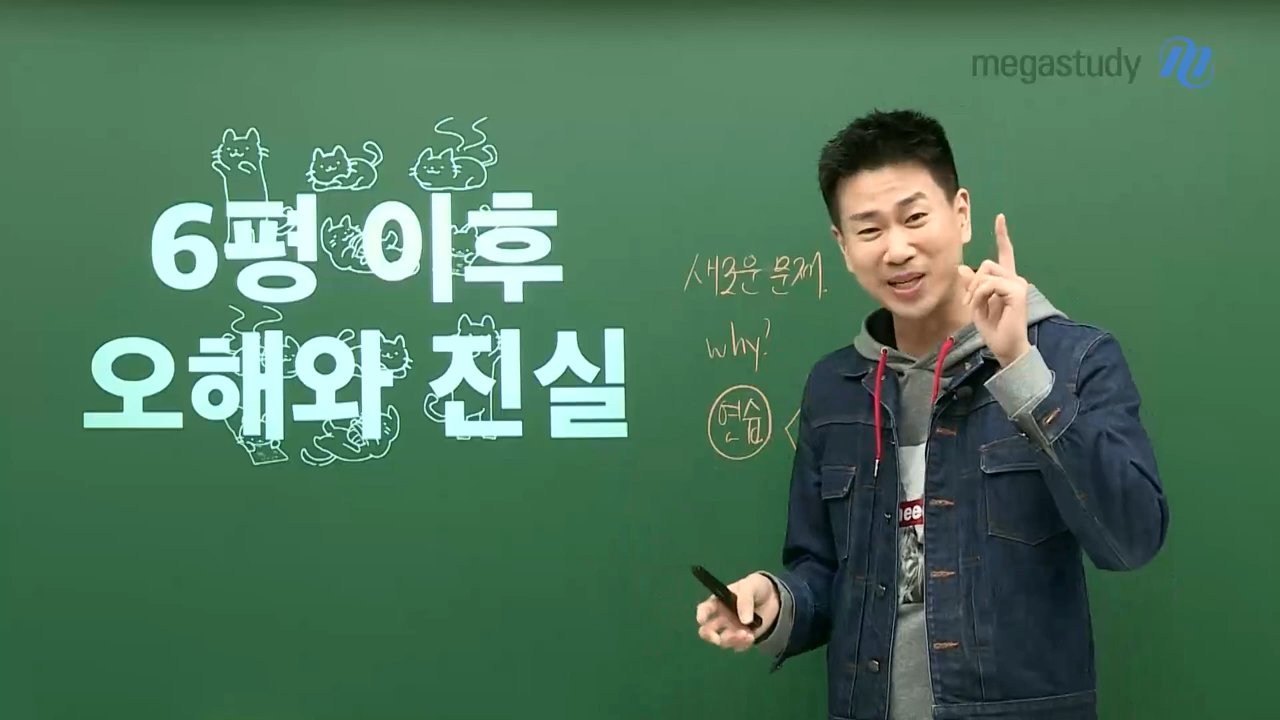 megastudy
6평 이후
오해와 진실
새로운 문제.
why?
연습